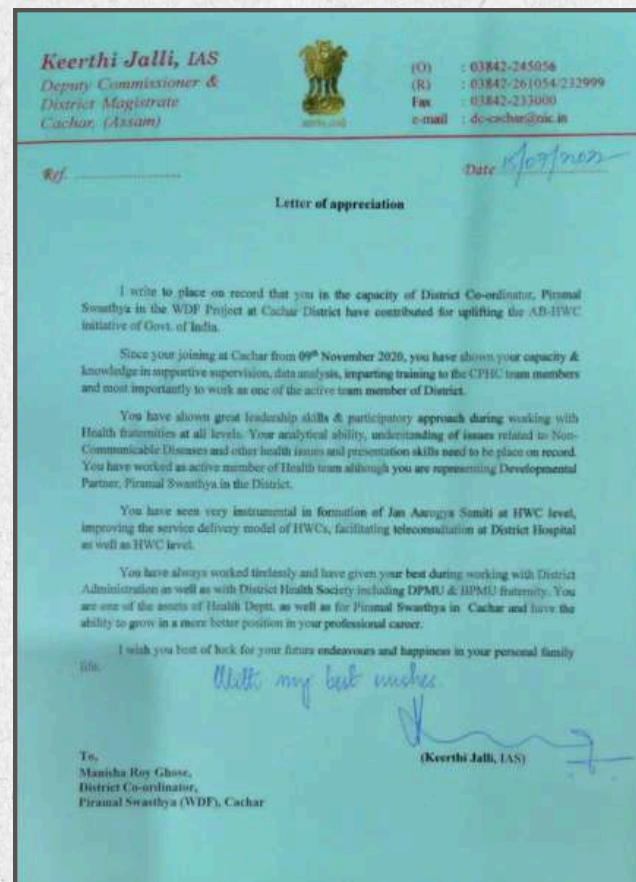 Keerthi Jalli, IAS
Deputy Commissioner &
District Magistrate
Cachar, (Assam)
(O) : 03842-245056
(R) : 03842-261054/232999
Fax : 03842-233000
e-mail : dc-cachar@nic.in
Ref. ........................
Date 15/07/2022
Letter of appreciation
I write to place on record that you in the capacity of District Co-ordinator, Piramal
Swasthya in the WDF Project at Cachar District have contributed for uplifting the AB-HWC
initiative of Govt. of India.
Since your joining at Cachar from 09th November 2020, you have shown your capacity &
knowledge in supportive supervision, data analysis, imparting training to the CPHC team members
and most importantly to work as one of the active team member of District.
You have shown great leadership skills & participatory approach during working with
Health fraternities at all levels. Your analytical ability, understanding of issues related to Non-
Communicable Diseases and other health issues and presentation skills need to be place on record.
You have worked as active member of Health team although you are representing Developmental
Partner, Piramal Swasthya in the District.
You have seen very instrumental in formation of Jan Aarogya Samiti at HWC level,
improving the service delivery model of HWCs, facilitating teleconsultation at District Hospital
as well as HWC level.
You have always worked tirelessly and have given your best during working with District
Administration as well as with District Health Society including DPMU & BPMU fraternity. You
are one of the assets of Health Deptt. as well as for Piramal Swasthya in Cachar and have the
ability to grow in a more better position in your professional career.
I wish you best of luck for your future endeavours and happiness in your personal family
life.
With my best wishes.
(Keerthi Jalli, IAS)
To,
Manisha Roy Ghose,
District Co-ordinator,
Piramal Swasthya (WDF), Cachar